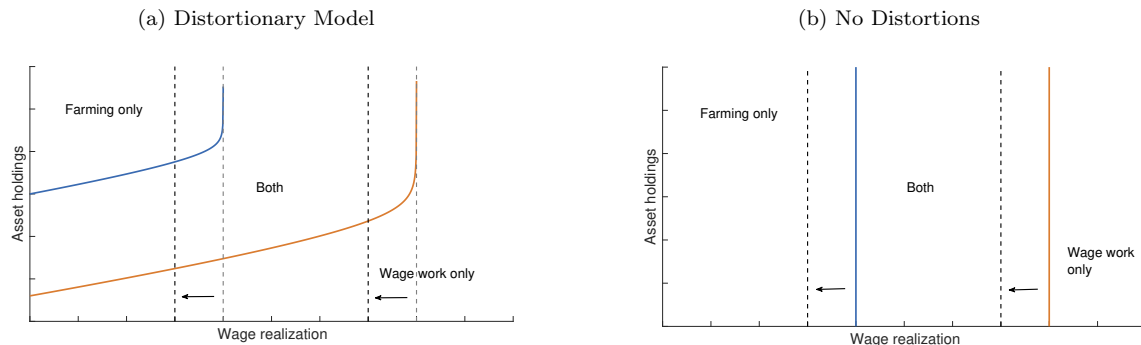 (a) Distortionary Model
Farming only
Both
Wage work only
Asset holdings
Wage realization
(b) No Distortions
Farming only
Both
Wage work
only
Asset holdings
Wage realization